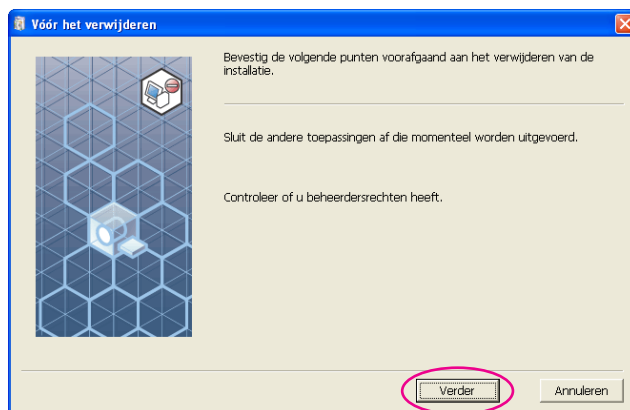 Vóór het verwijderen
Bevestig de volgende punten voorafgaand aan het verwijderen van de
installatie.
Sluit de andere toepassingen af die momenteel worden uitgevoerd.
Controleer of u beheerdersrechten heeft.
Verder
Annuleren